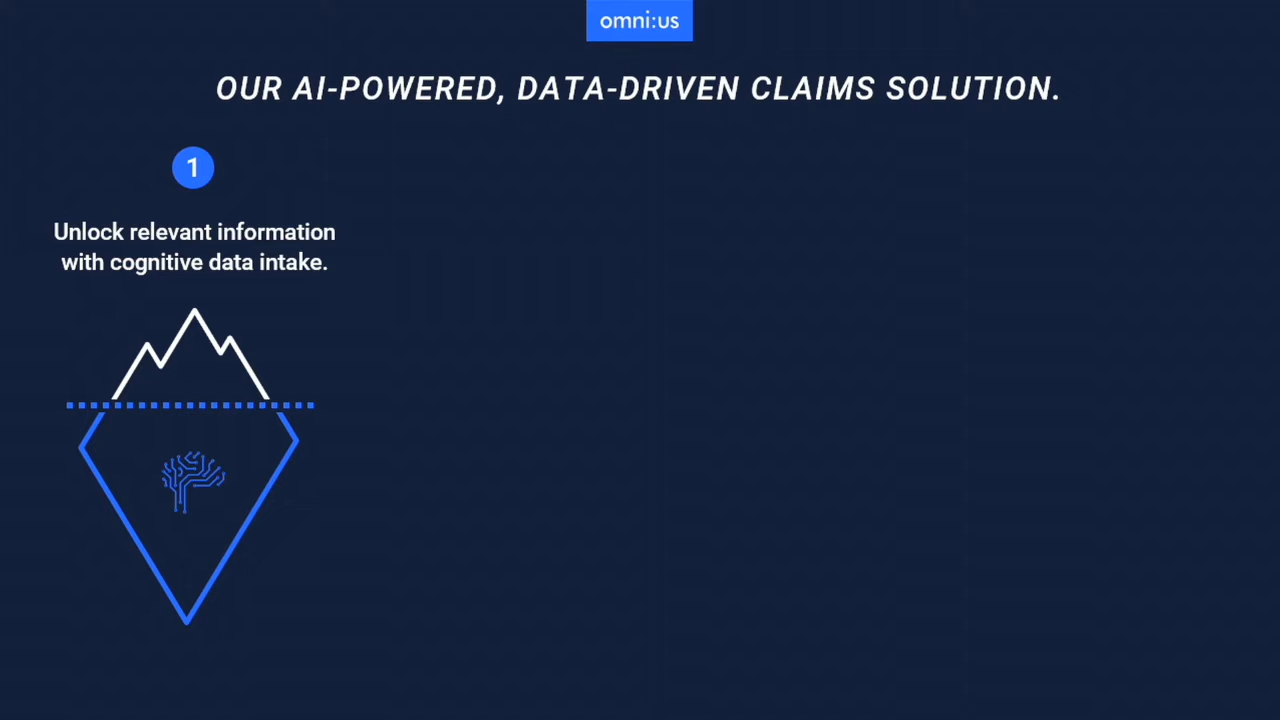 omni:us
OUR AI-POWERED, DATA-DRIVEN CLAIMS SOLUTION.
1
Unlock relevant information
with cognitive data intake.